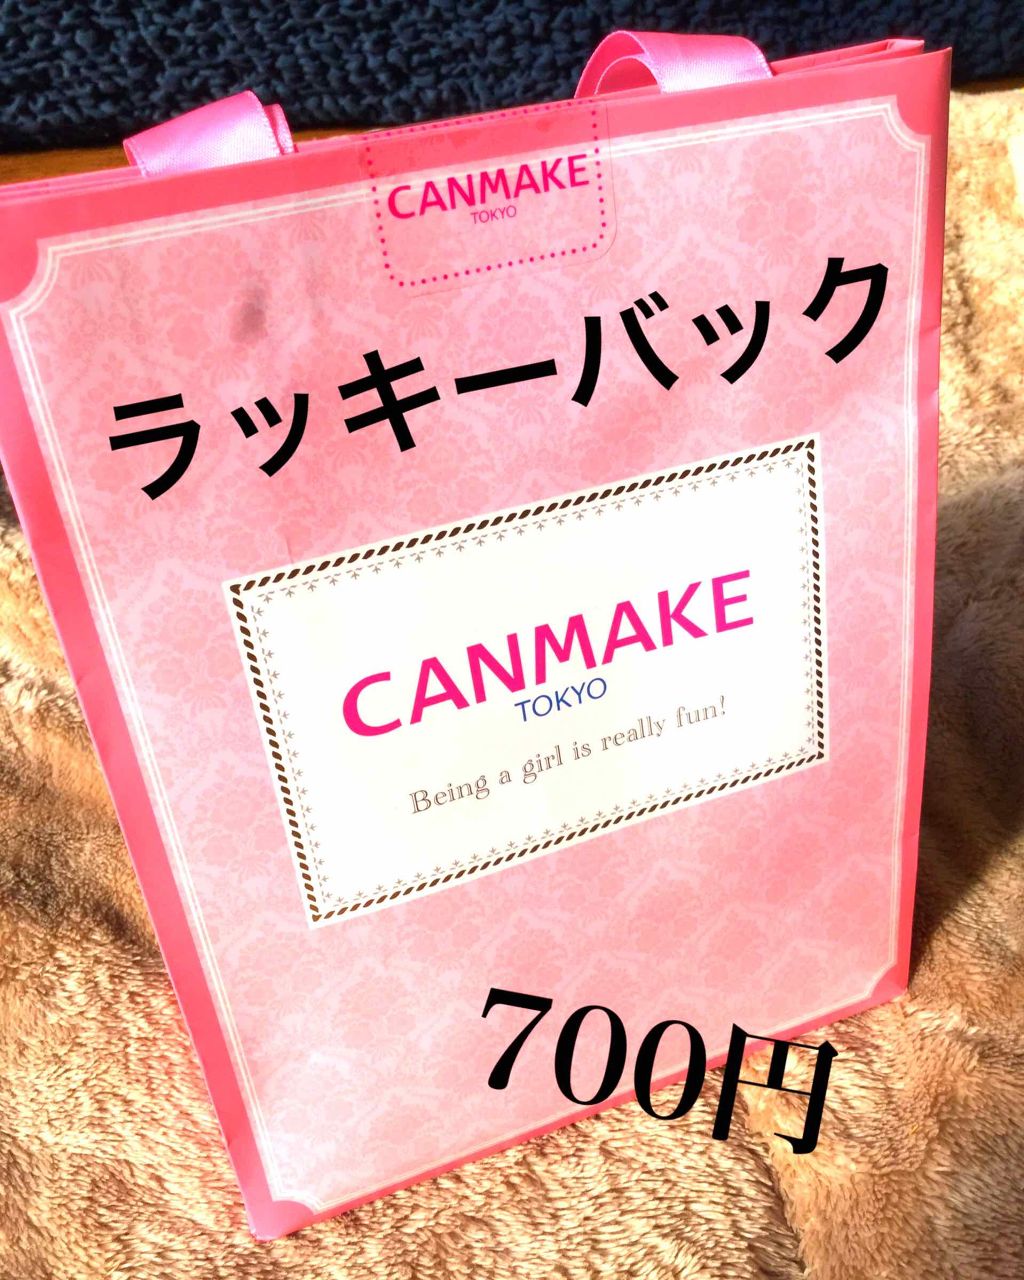 CANMAKE
TOKYO
ラッキーバック
CANMAKE
TOKYO
Being a girl is really fun!
700円